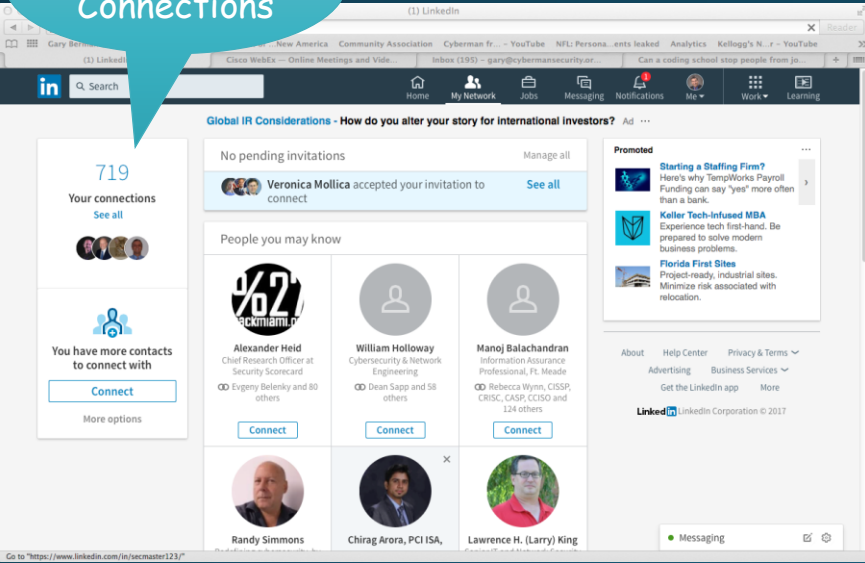 Connections
(1) LinkedIn
Reader
Gary Ber
New America Community Association Cyberman fr... – YouTube NFL: Persona...ents leaked Analytics Kellogg's N...r – YouTube
(1) Linked
Cisco WebEx — Online Meetings and Vide...
Inbox (195) – gary@cybermansecurity.or...
Can a coding school stop people from jo...
in
Search
Home
My Network
Jobs
Messaging
1
Notifications
Me
Work
Learning
Global IR Considerations - How do you alter your story for international investors? Ad ...
719
Your connections
See all
You have more contacts
to connect with
Connect
More options
No pending invitations
Manage all
Veronica Mollica accepted your invitation to
connect
See all
People you may know
%27
ackmiami.o
Alexander Heid
Chief Research Officer at
Security Scorecard
Evgeny Belenky and 80
others
Connect
William Holloway
Cybersecurity & Network
Engineering
Dean Sapp and 58
others
Connect
Manoj Balachandran
Information Assurance
Professional, Ft. Meade
Rebecca Wynn, CISSP,
CRISC, CASP, CCISO and
124 others
Connect
Randy Simmons
Chirag Arora, PCI ISA,
Lawrence H. (Larry) King
Promoted
...
Starting a Staffing Firm?
Here's why TempWorks Payroll
Funding can say "yes" more often
than a bank.
Keller Tech-Infused MBA
Experience tech first-hand. Be
prepared to solve modern
business problems.
Florida First Sites
Project-ready, industrial sites.
Minimize risk associated with
relocation.
About Help Center Privacy & Terms
Advertising Business Services
Get the LinkedIn app More
Linked in LinkedIn Corporation © 2017
Messaging
Go to "https://www.linkedin.com/in/secmaster123/"